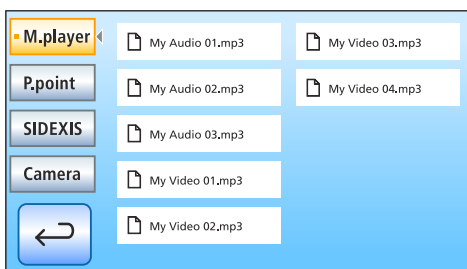 M.player
P.point
SIDEXIS
Camera
My Audio 01.mp3
My Audio 02.mp3
My Audio 03.mp3
My Video 01.mp3
My Video 02.mp3
My Video 03.mp3
My Video 04.mp3